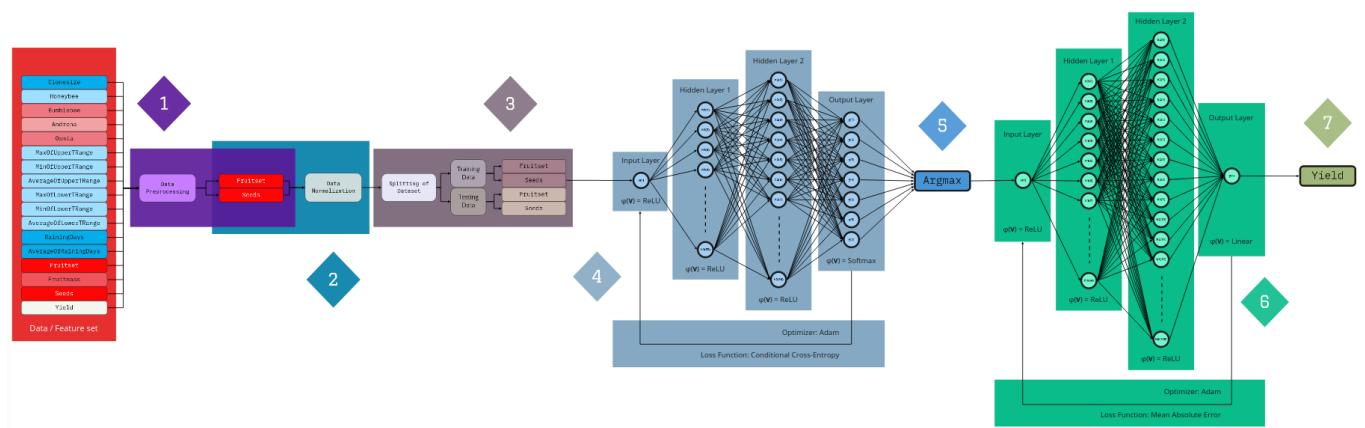 Clonesize
Honeybee
Bumblebee
Andrena
Osmia
MaxOfUpperTRange
MinOfUpperTRange
AverageOfUpperTRange
MaxOfLowerTRange
MinOfLowerTRange
AverageOfLowerTRange
RainingDays
AverageOfRainingDays
Fruitset
Fruitmass
Seeds
Yield
Data / Feature set
1
Data
Preprocessing
Fruitset
Seeds
2
Data
Normalization
3
Splitting of
Dataset
Training
Data
Testing
Data
Fruitset
Seeds
Fruitset
Seeds
4
Input Layer
φ(V) = ReLU
Hidden Layer 1
φ(V) = ReLU
Hidden Layer 2
φ(V) = ReLU
Output Layer
φ(V) = Softmax
Optimizer: Adam
Loss Function: Conditional Cross-Entropy
5
Argmax
Input Layer
φ(V) = ReLU
Hidden Layer 1
φ(V) = ReLU
Hidden Layer 2
φ(V) = ReLU
Output Layer
φ(V) = Linear
6
Optimizer: Adam
Loss Function: Mean Absolute Error
7
Yield